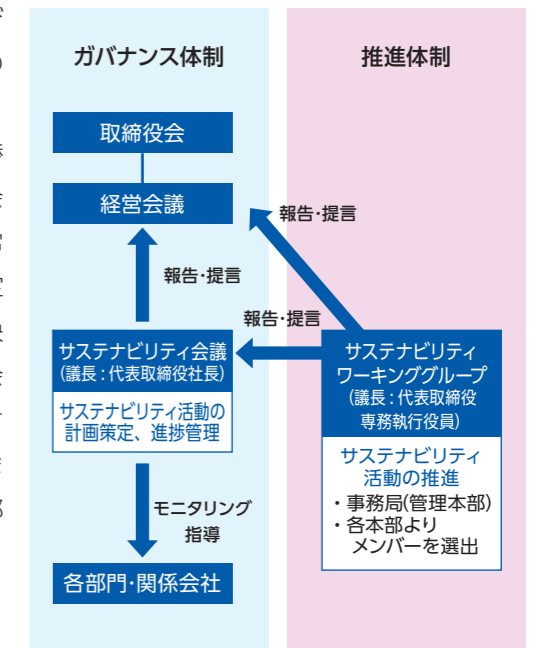 ガバナンス体制
取締役会
経営会議
報告・提言
サステナビリティ会議
(議長:代表取締役社長)
サステナビリティ活動の
計画策定、進捗管理
モニタリング
指導
各部門・関係会社
推進体制
報告・提言
報告・提言
サステナビリティ
ワーキンググループ
(議長:代表取締役
専務執行役員)
サステナビリティ
活動の推進
・事務局(管理本部)
・各本部より
メンバーを選出